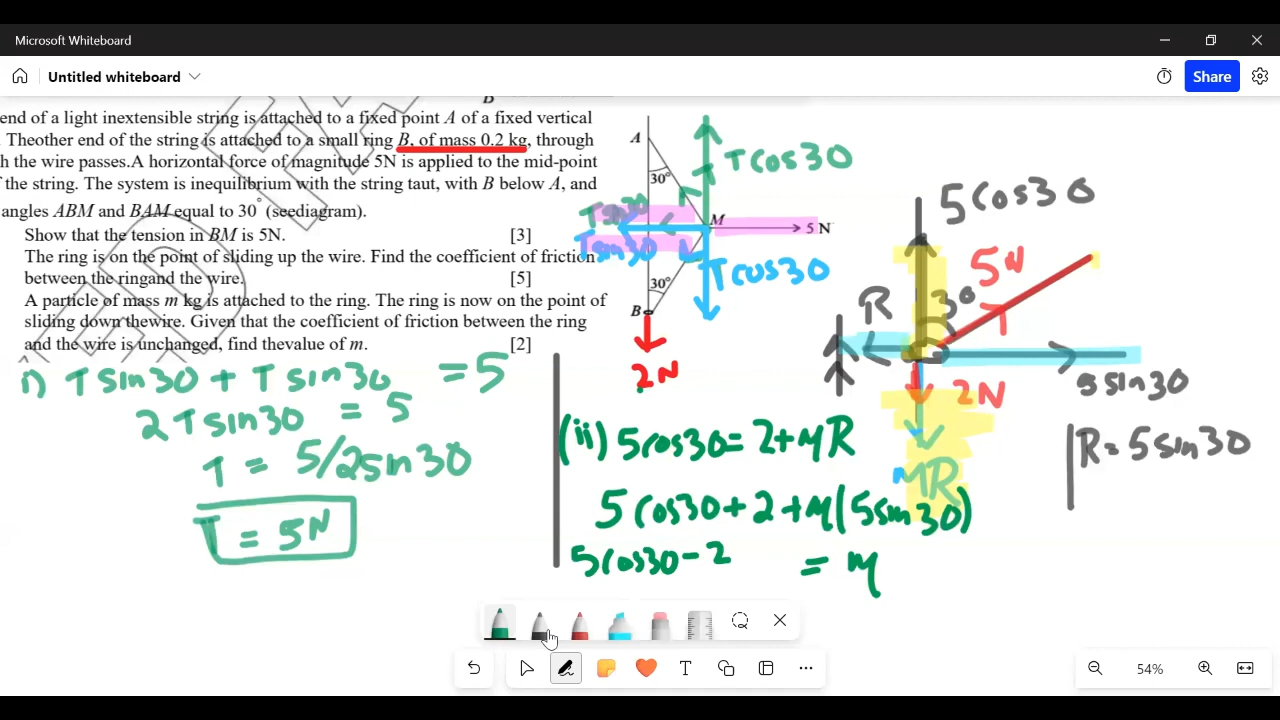 Microsoft Whiteboard
Untitled whiteboard
Share
B
end of a light inextensible string is attached to a fixed point A of a fixed vertical
. Theother end of the string is attached to a small ring B, of mass 0.2 kg, through
h the wire passes.A horizontal force of magnitude 5N is applied to the mid-point
f the string. The system is inequilibrium with the string taut, with B below A, and
angles ABM and BAM equal to 30° (seediagram).
Show that the tension in BM is 5N. [3]
The ring is on the point of sliding up the wire. Find the coefficient of friction
between the ringand the wire. [5]
A particle of mass m kg is attached to the ring. The ring is now on the point of
sliding down thewire. Given that the coefficient of friction between the ring
and the wire is unchanged, find thevalue of m. [2]
A
30°
Tcos30
T
Tsin30
M
5 N
Tsin30
Tcos30
30°
B
2N
5cos30
5N
R
30
T
2N
5sin30
MR
R=5sin30
i) Tsin30 + Tsin30 = 5
2Tsin30 = 5
T = 5/2sin30
T = 5N
(ii) 5cos30 = 2+MR
5cos30 + 2 + M(5sin30)
5cos30 - 2 = M
54%